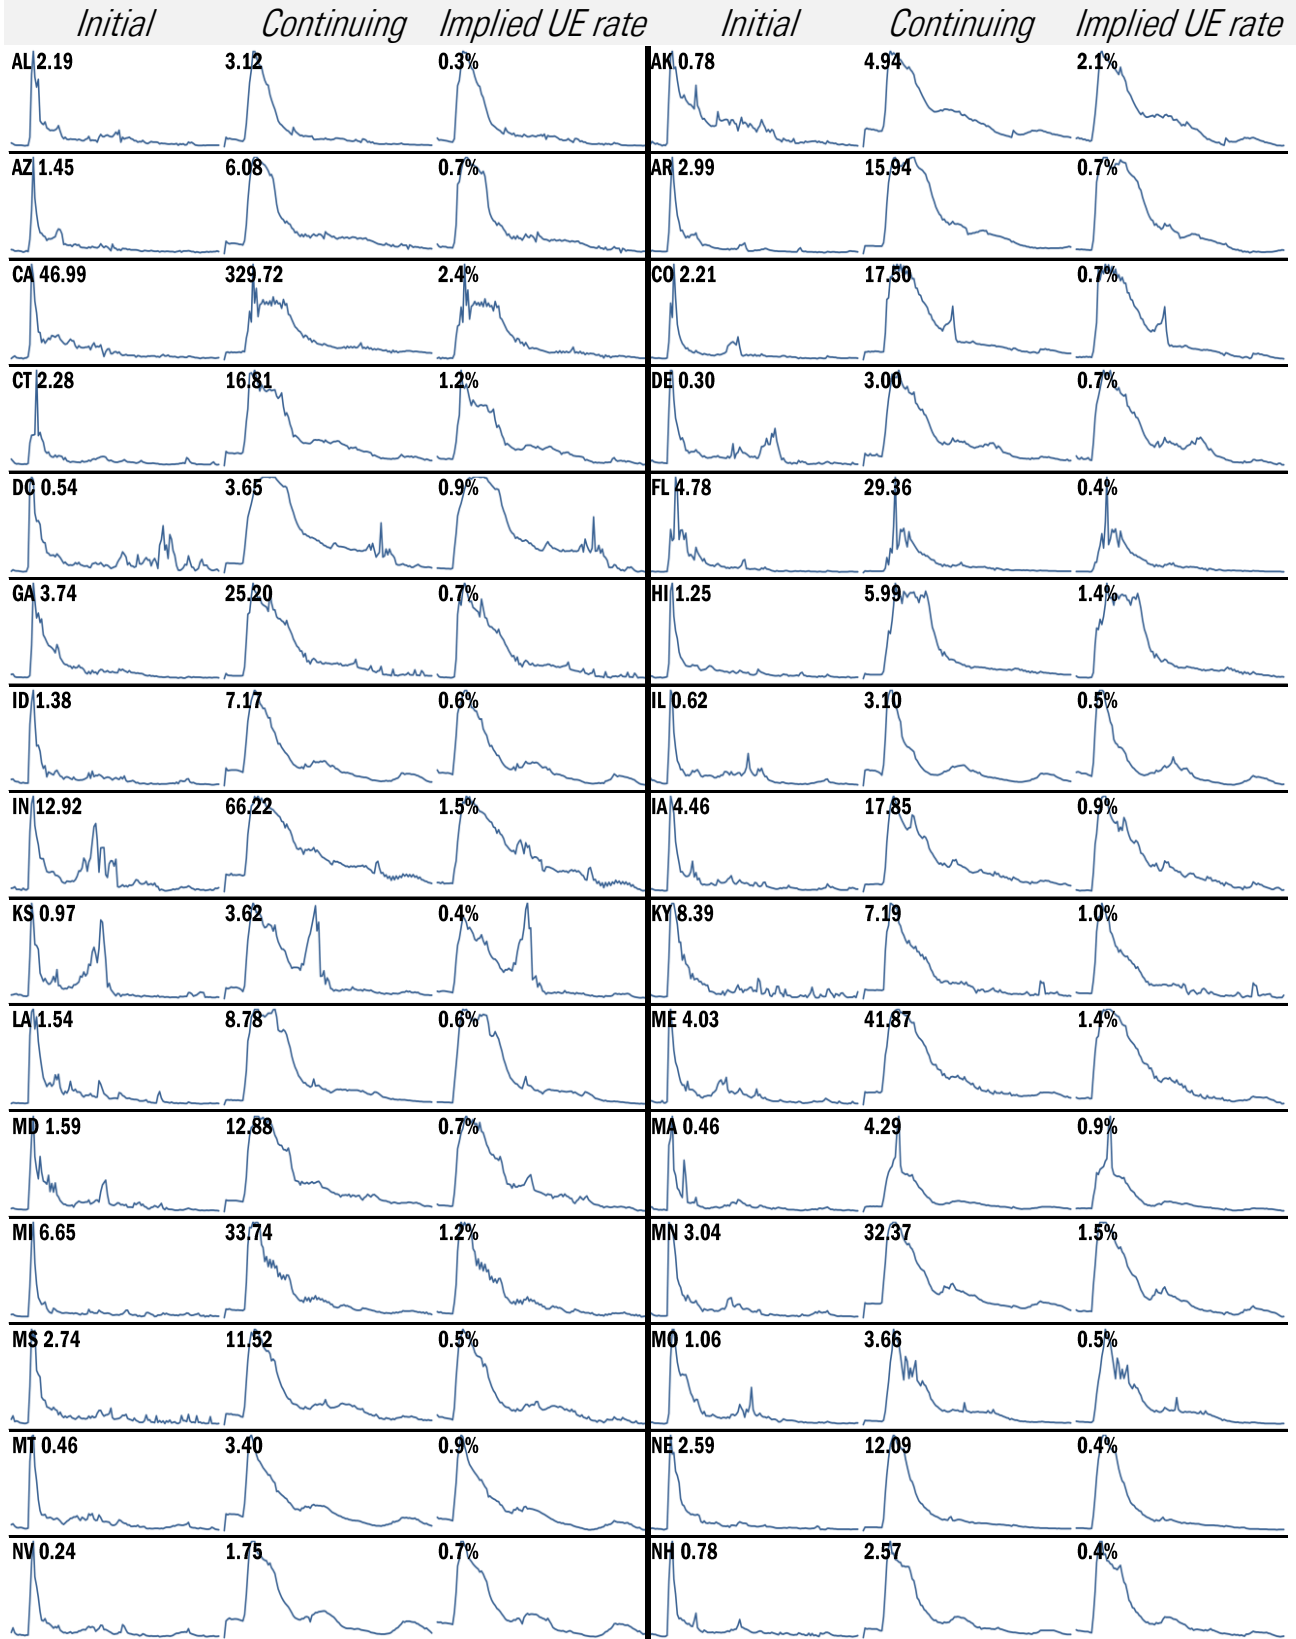 Initial Continuing Implied UE rate Initial Continuing Implied UE rate
AL 2.19 3.12 0.3% AK 0.78 4.94 2.1%
AZ 1.45 6.08 0.7% AR 2.99 15.94 0.7%
CA 46.99 329.72 2.4% CO 2.21 17.50 0.7%
CT 2.28 16.81 1.2% DE 0.30 3.00 0.7%
DC 0.54 3.65 0.9% FL 4.78 29.36 0.4%
GA 3.74 25.20 0.7% HI 1.25 5.99 1.4%
ID 1.38 7.17 0.6% IL 0.62 3.10 0.5%
IN 12.92 66.22 1.5% IA 4.46 17.85 0.9%
KS 0.97 3.62 0.4% KY 8.39 7.19 1.0%
LA 1.54 8.78 0.6% ME 4.03 41.87 1.4%
MD 1.59 12.88 0.7% MA 0.46 4.29 0.9%
MI 6.65 33.74 1.2% MN 3.04 32.37 1.5%
MS 2.74 11.52 0.5% MO 1.06 3.66 0.5%
MT 0.46 3.40 0.9% NE 2.59 12.09 0.4%
NV 0.24 1.75 0.7% NH 0.78 2.57 0.4%